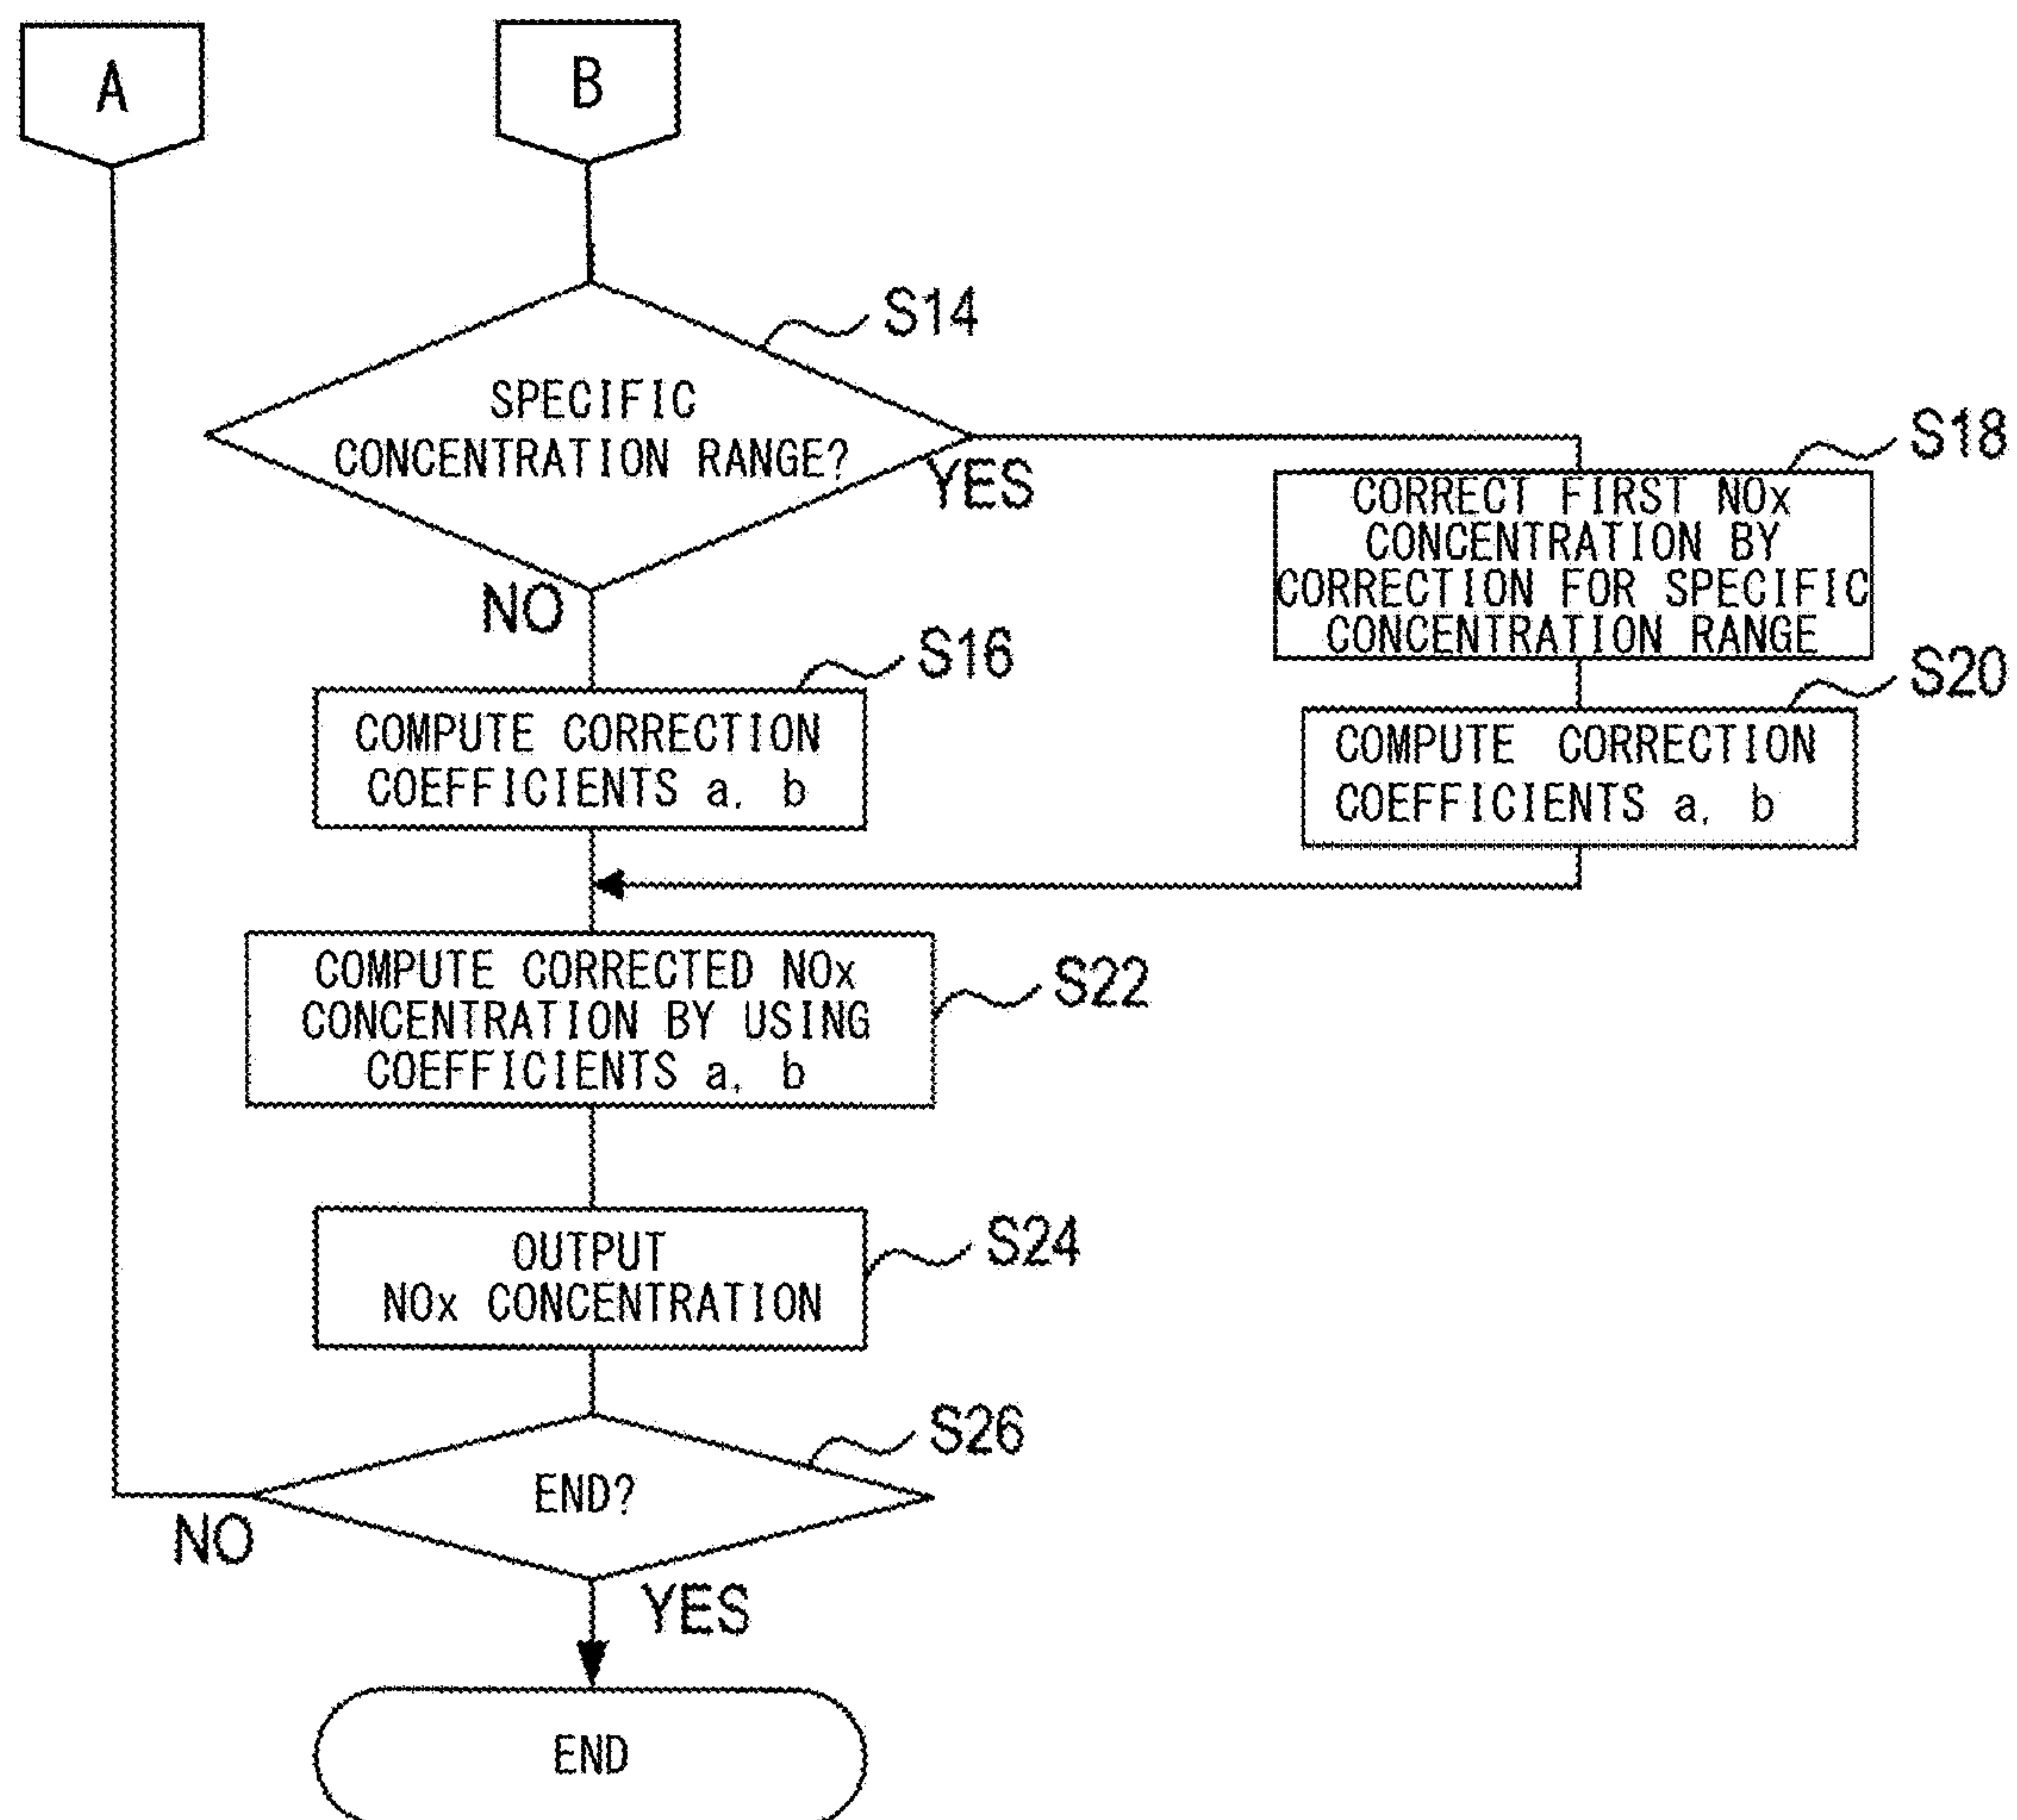 A
B
S14
SPECIFIC
CONCENTRATION RANGE?
YES
NO
S18
CORRECT FIRST NOx
CONCENTRATION BY
CORRECTION FOR SPECIFIC
CONCENTRATION RANGE
S16
COMPUTE CORRECTION
COEFFICIENTS a, b
S20
COMPUTE CORRECTION
COEFFICIENTS a, b
COMPUTE CORRECTED NOx
CONCENTRATION BY USING
COEFFICIENTS a, b
S22
OUTPUT
NOx CONCENTRATION
S24
S26
END?
NO
YES
END